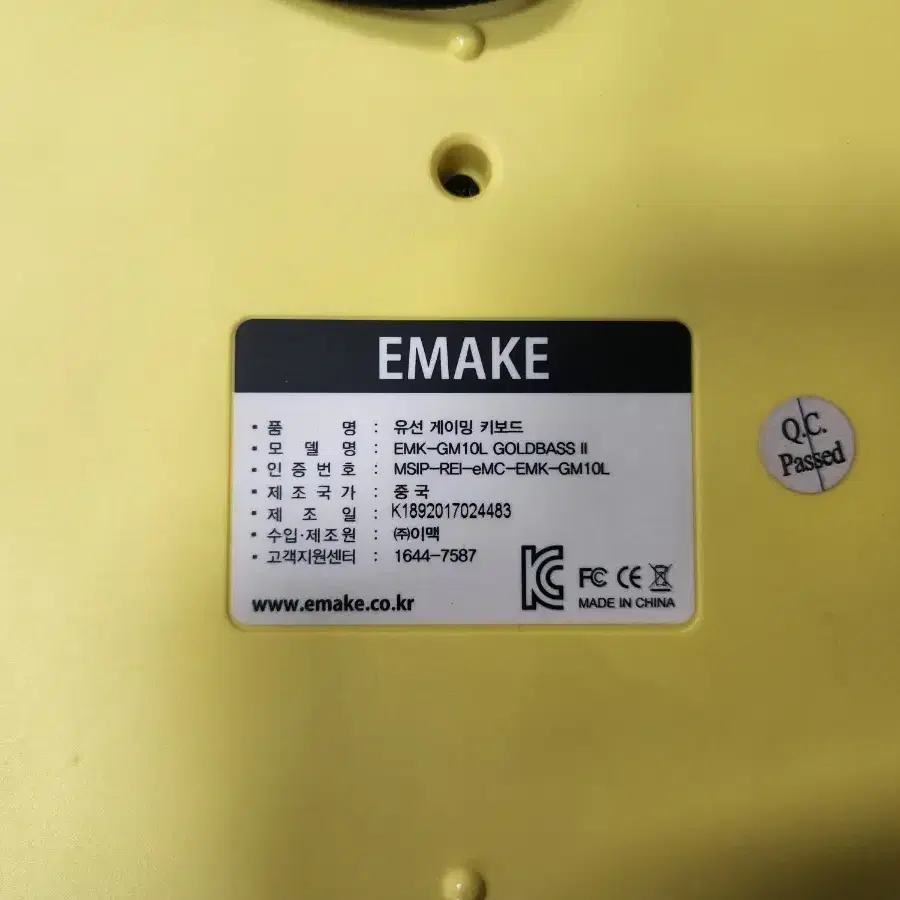 EMAKE
• 품 명 : 유선 게이밍 키보드
• 모 델 명 : EMK-GM10L GOLDBASS II
• 인 증 번 호 : MSIP-REI-eMC-EMK-GM10L
• 제 조 국 가 : 중 국
• 제 조 일 : K1892017024483
• 수입·제조원 : ㈜이맥
• 고객지원센터 : 1644-7587
www.emake.co.kr
KC FC CE
MADE IN CHINA
Q.C.
Passed